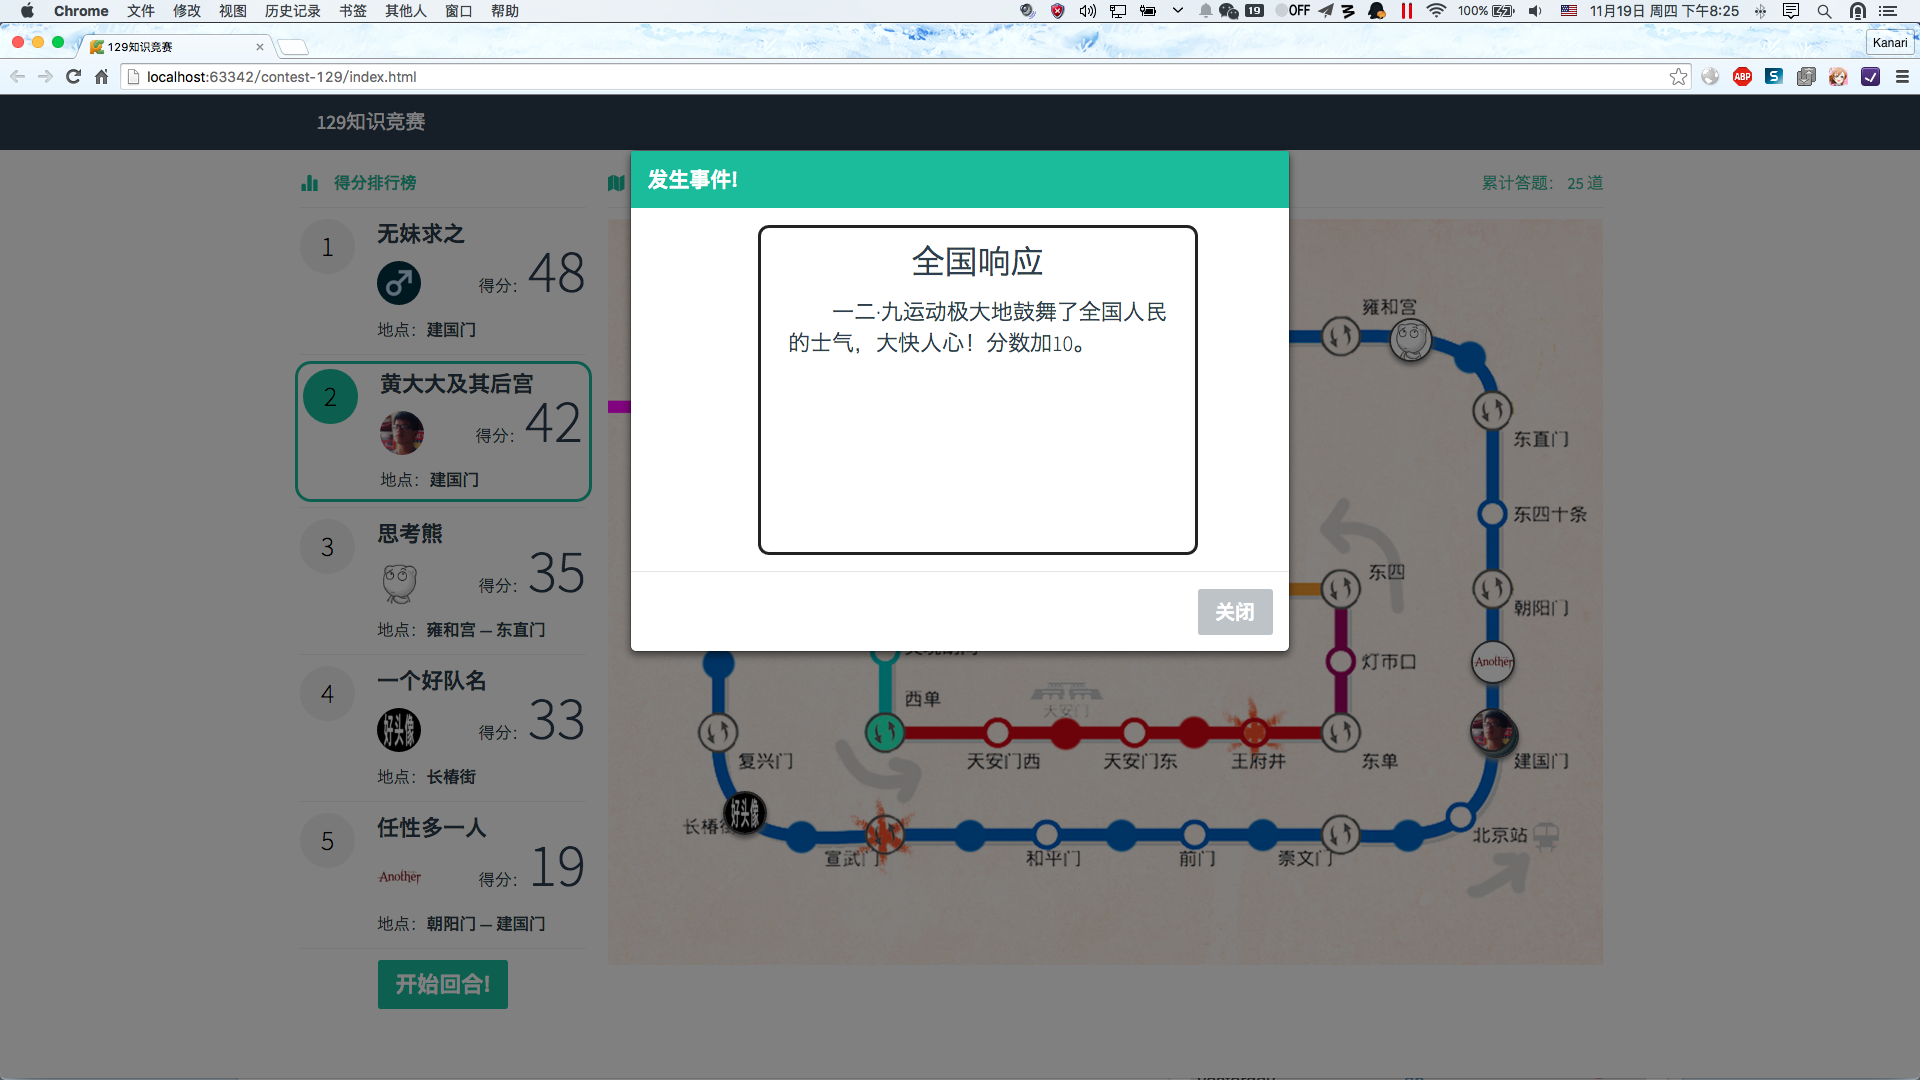 Chrome 文件 修改 视图 历史记录 书签 其他人 窗口 帮助
19 OFF 100% 11月19日 周四 下午8:25
129知识竞赛
Kanari
localhost:63342/contest-129/index.html
ABP
129知识竞赛
得分排行榜
累计答题: 25 道
1
无妹求之
得分: 48
地点: 建国门
2
黄大大及其后宫
得分: 42
地点: 建国门
3
思考熊
得分: 35
地点: 雍和宫 — 东直门
4
一个好队名
好头像
得分: 33
地点: 长椿街
5
任性多一人
Another
得分: 19
地点: 朝阳门 — 建国门
开始回合!
发生事件!
全国响应
一二·九运动极大地鼓舞了全国人民
的士气，大快人心！分数加10。
关闭
雍和宫
东直门
东四十条
东四
朝阳门
灯市口
Another
西单
天安门
复兴门
天安门西
天安门东
王府井
东单
建国门
长椿
好头像
宣武门
和平门
前门
崇文门
北京站